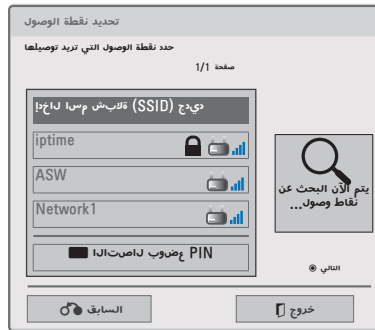 تحديد نقطة الوصول
حدد نقطة الوصول التي تريد توصيلها
صفحة 1/1
ديدج (SSID) ةلابش مسا لاخدإ
iptime
ASW
Network1
PIN عضوب لاصتالا
يتم الآن البحث عن
نقاط وصول...
التالي
السابق
خروج